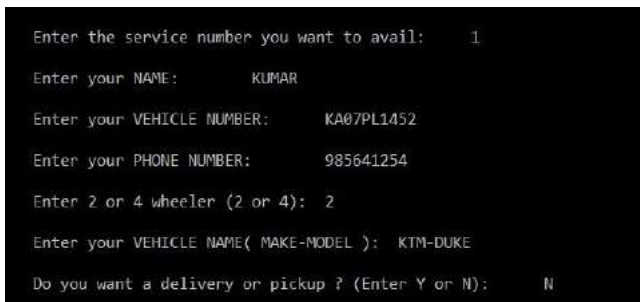 Enter the service number you want to avail: 1
Enter your NAME: KUMAR
Enter your VEHICLE NUMBER: KA07PL1452
Enter your PHONE NUMBER: 985641254
Enter 2 or 4 wheeler (2 or 4): 2
Enter your VEHICLE NAME( MAKE-MODEL ): KTM-DUKE
Do you want a delivery or pickup ? (Enter Y or N): N